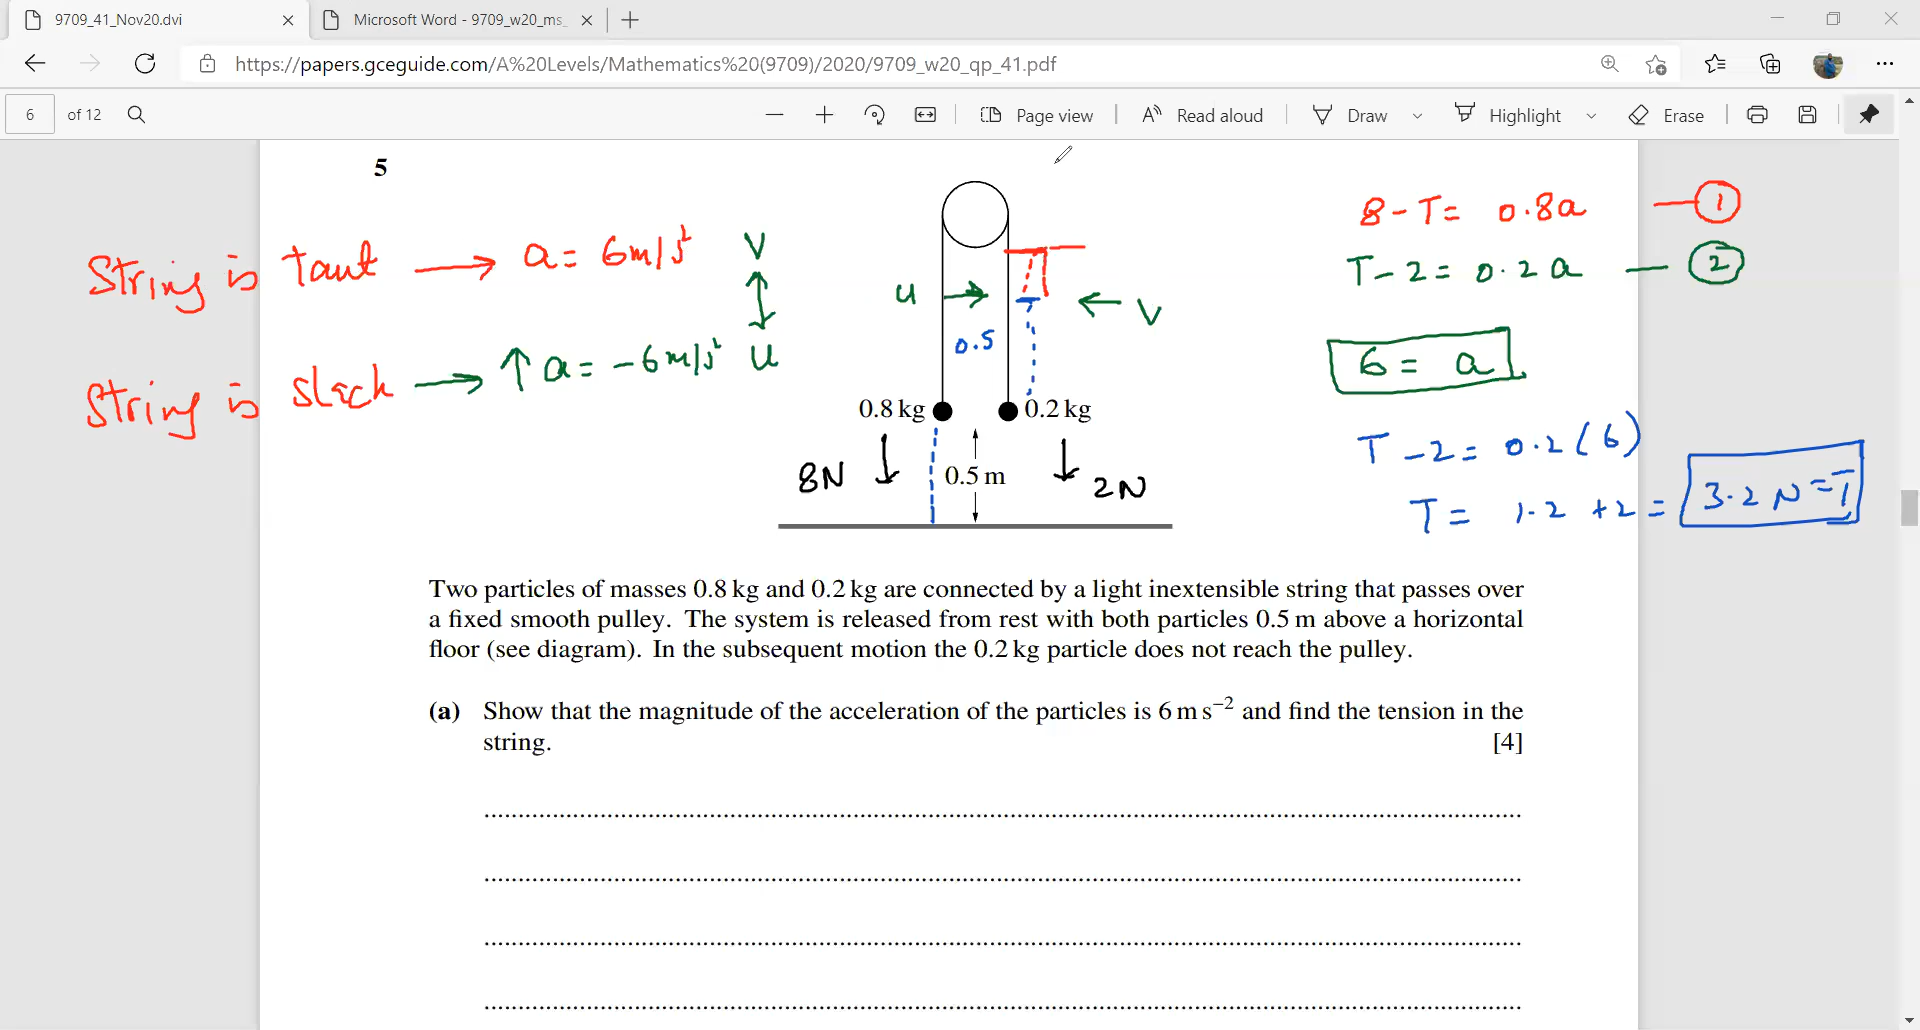 9709_41_Nov20.dvi
Microsoft Word - 9709_w20_ms_
https://papers.gceguide.com/A%20Levels/Mathematics%20(9709)/2020/9709_w20_qp_41.pdf
6 of 12
Page view
Read aloud
Draw
Highlight
Erase
5
String is taut → a = 6m/s²
String is slack → ↑ a = -6m/s²
V
u
u →
← V
0.5
0.8 kg
0.2 kg
8N
0.5 m
2N
8 - T = 0.8a — 1
T - 2 = 0.2a — 2
6 = a
T - 2 = 0.2(6)
T = 1.2 + 2 = 3.2 N = T
Two particles of masses 0.8 kg and 0.2 kg are connected by a light inextensible string that passes over
a fixed smooth pulley. The system is released from rest with both particles 0.5 m above a horizontal
floor (see diagram). In the subsequent motion the 0.2 kg particle does not reach the pulley.
(a) Show that the magnitude of the acceleration of the particles is 6 m s⁻² and find the tension in the
string. [4]